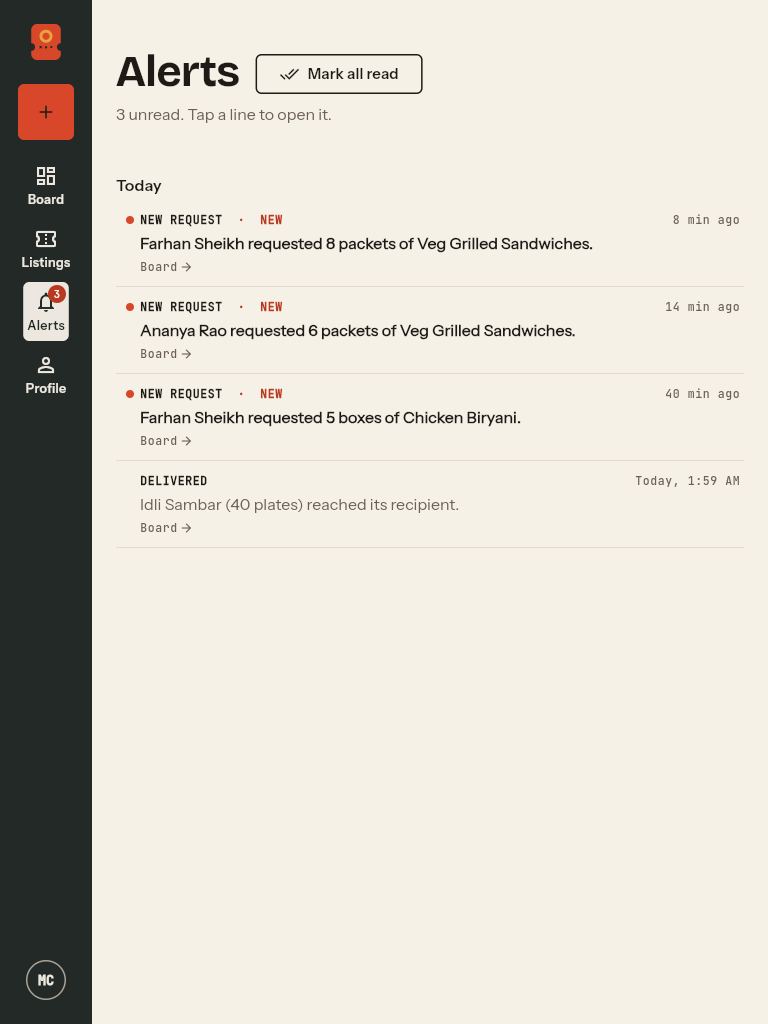 Alerts
Mark all read
3 unread. Tap a line to open it.
Board
Listings
3
Alerts
Profile
MC
Today
NEW REQUEST · NEW 8 min ago
Farhan Sheikh requested 8 packets of Veg Grilled Sandwiches.
Board →
NEW REQUEST · NEW 14 min ago
Ananya Rao requested 6 packets of Veg Grilled Sandwiches.
Board →
NEW REQUEST · NEW 40 min ago
Farhan Sheikh requested 5 boxes of Chicken Biryani.
Board →
DELIVERED Today, 1:59 AM
Idli Sambar (40 plates) reached its recipient.
Board →